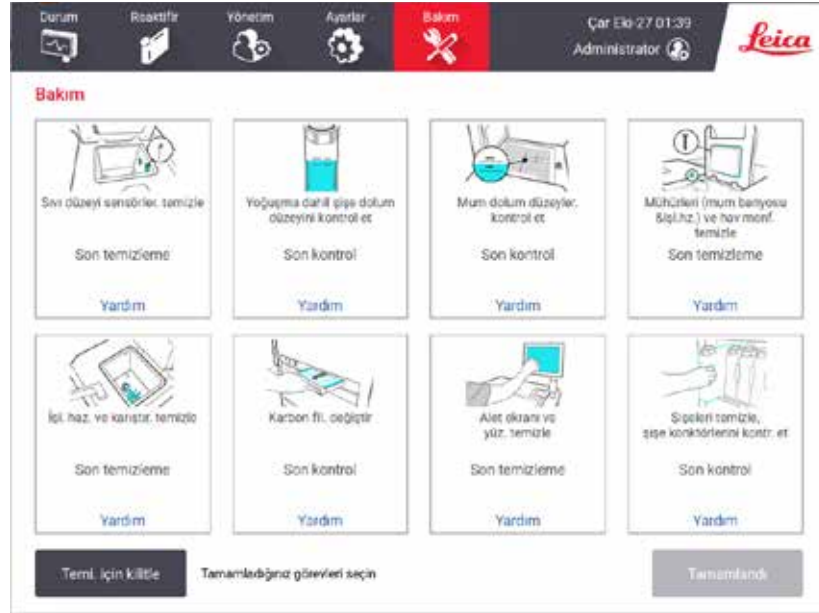 Durum Reaktifir Yönetim Ayarlar Bakım Çar Eki-27 01:39
Administrator
Leica
Bakım
Sıvı düzeyi sensörler. temizle
Yoğuşma dahil şişe dolum
düzeyini kontrol et
Mum dolum düzeyler.
kontrol et
Mühürleri (mum banyosu
&işl.hz.) ve hav monf.
temizle
Son temizleme
Son kontrol
Son kontrol
Son temizleme
Yardım
Yardım
Yardım
Yardım
İşl. haz. ve karıştır. temizle
Karbon fil. değiştir
Alet ekranı ve
yüz. temizle
Şişeleri temizle,
şişe konktörlerini kontr. et
Son temizleme
Son kontrol
Son temizleme
Son kontrol
Yardım
Yardım
Yardım
Yardım
Temi. için kilitle
Tamamladığınız görevleri seçin
Tamamlandı